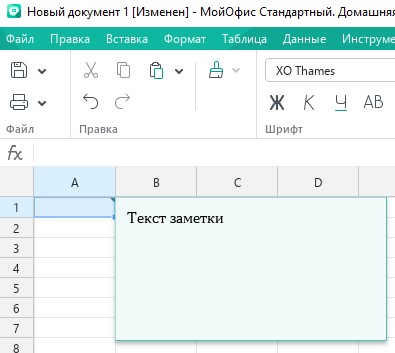 Новый документ 1 [Изменен] - МойОфис Стандартный. Домашняя
Файл Правка Вставка Формат Таблица Данные Инструме
XO Thames
Ж К Ч АВ
Файл Правка Шрифт
fx
A B C D
1
Текст заметки
2
3
4
5
6
7
8